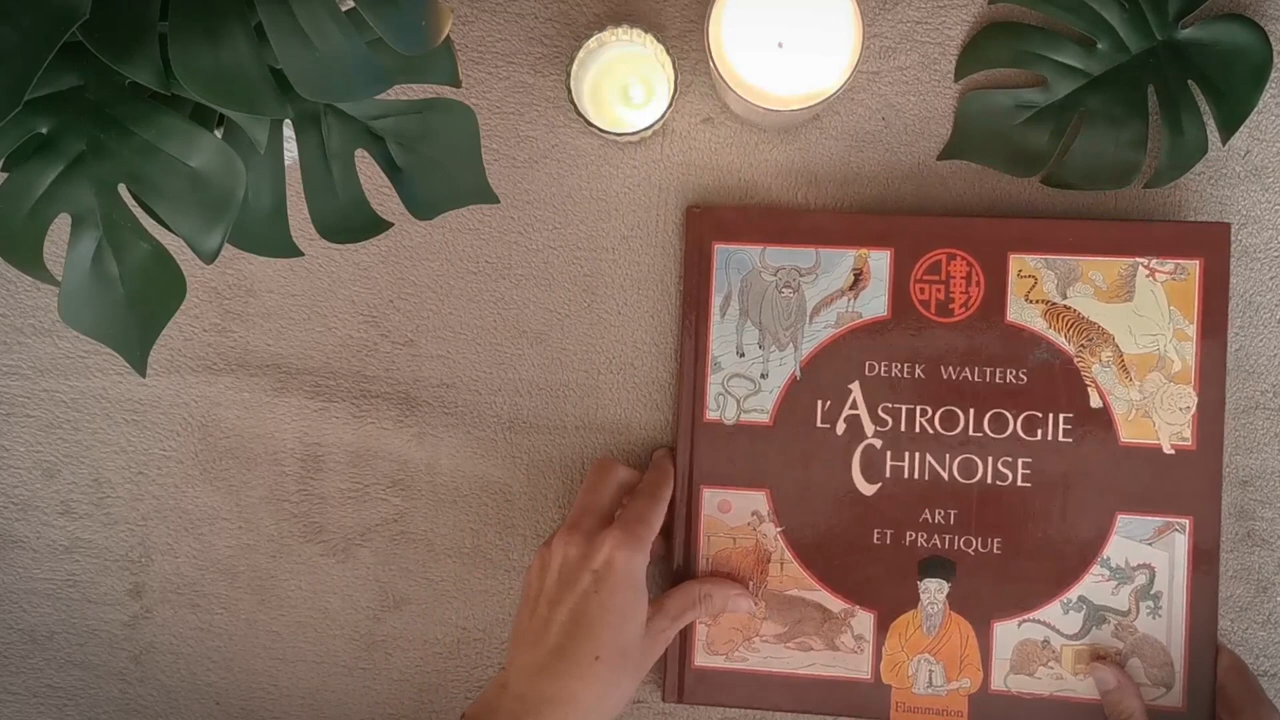 DEREK WALTERS
L'ASTROLOGIE
CHINOISE
ART
ET PRATIQUE
Flammarion